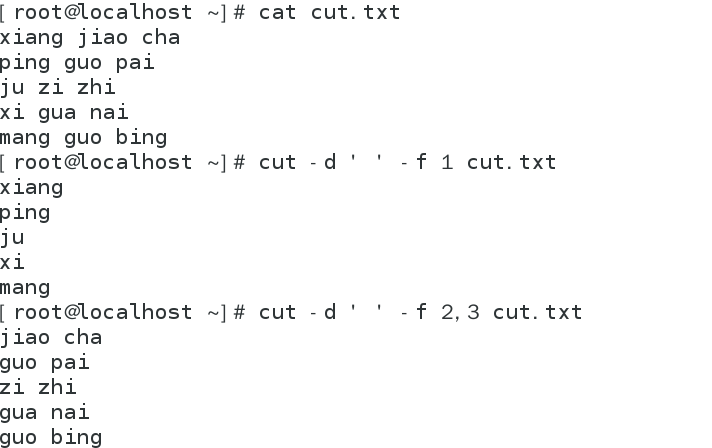 [root@localhost ~]# cat cut.txt
xiang jiao cha
ping guo pai
ju zi zhi
xi gua nai
mang guo bing
[root@localhost ~]# cut -d ' ' -f 1 cut.txt
xiang
ping
ju
xi
mang
[root@localhost ~]# cut -d ' ' -f 2,3 cut.txt
jiao cha
guo pai
zi zhi
gua nai
guo bing